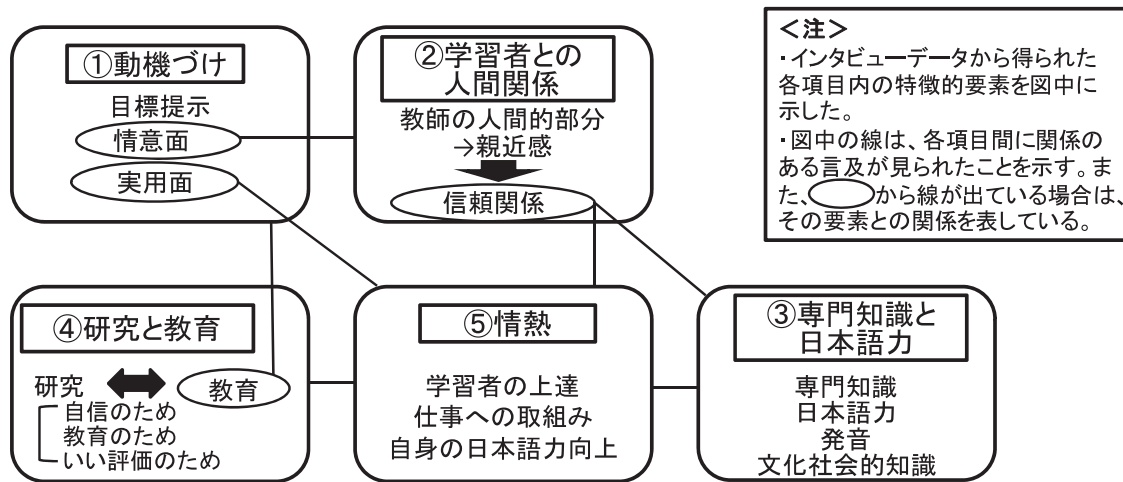 ①動機づけ
目標提示
情意面
実用面
②学習者との
人間関係
教師の人間的部分
→親近感
信頼関係
<注>
・インタビューデータから得られた
各項目内の特徴的要素を図中に
示した。
・図中の線は、各項目間に関係の
ある言及が見られたことを示す。ま
た、から線が出ている場合は、
その要素との関係を表している。
④研究と教育
研究
教育
自信のため
教育のため
いい評価のため
⑤情熱
学習者の上達
仕事への取組み
自身の日本語力向上
③専門知識と
日本語力
専門知識
日本語力
発音
文化社会的知識